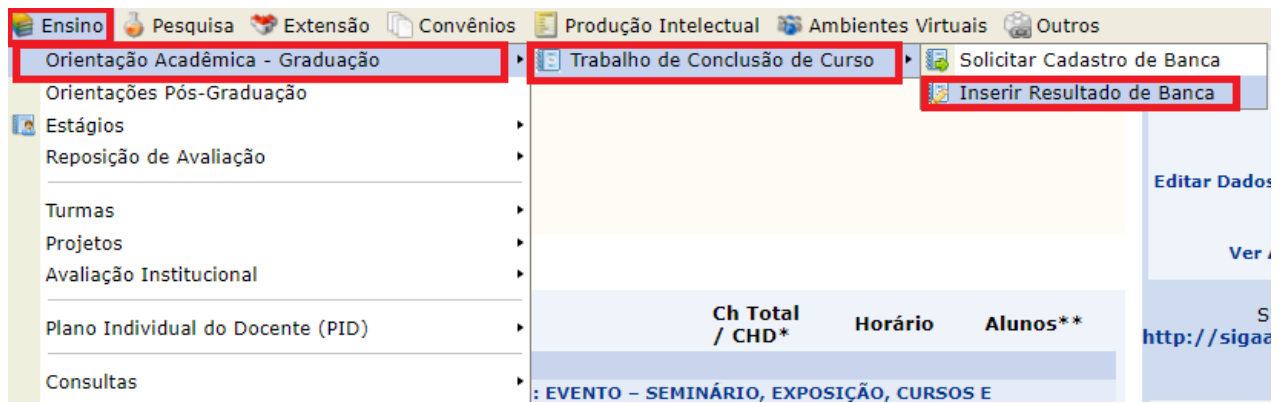 Ensino Pesquisa Extensão Convênios Produção Intelectual Ambientes Virtuais Outros
Orientação Acadêmica - Graduação Trabalho de Conclusão de Curso Solicitar Cadastro de Banca
Orientações Pós-Graduação Inserir Resultado de Banca
Estágios
Reposição de Avaliação
Editar Dados
Turmas
Projetos
Ver
Avaliação Institucional
Ch Total
/ CHD* Horário Alunos**
Plano Individual do Docente (PID)
S
http://sigaa
Consultas
: EVENTO – SEMINÁRIO, EXPOSIÇÃO, CURSOS E